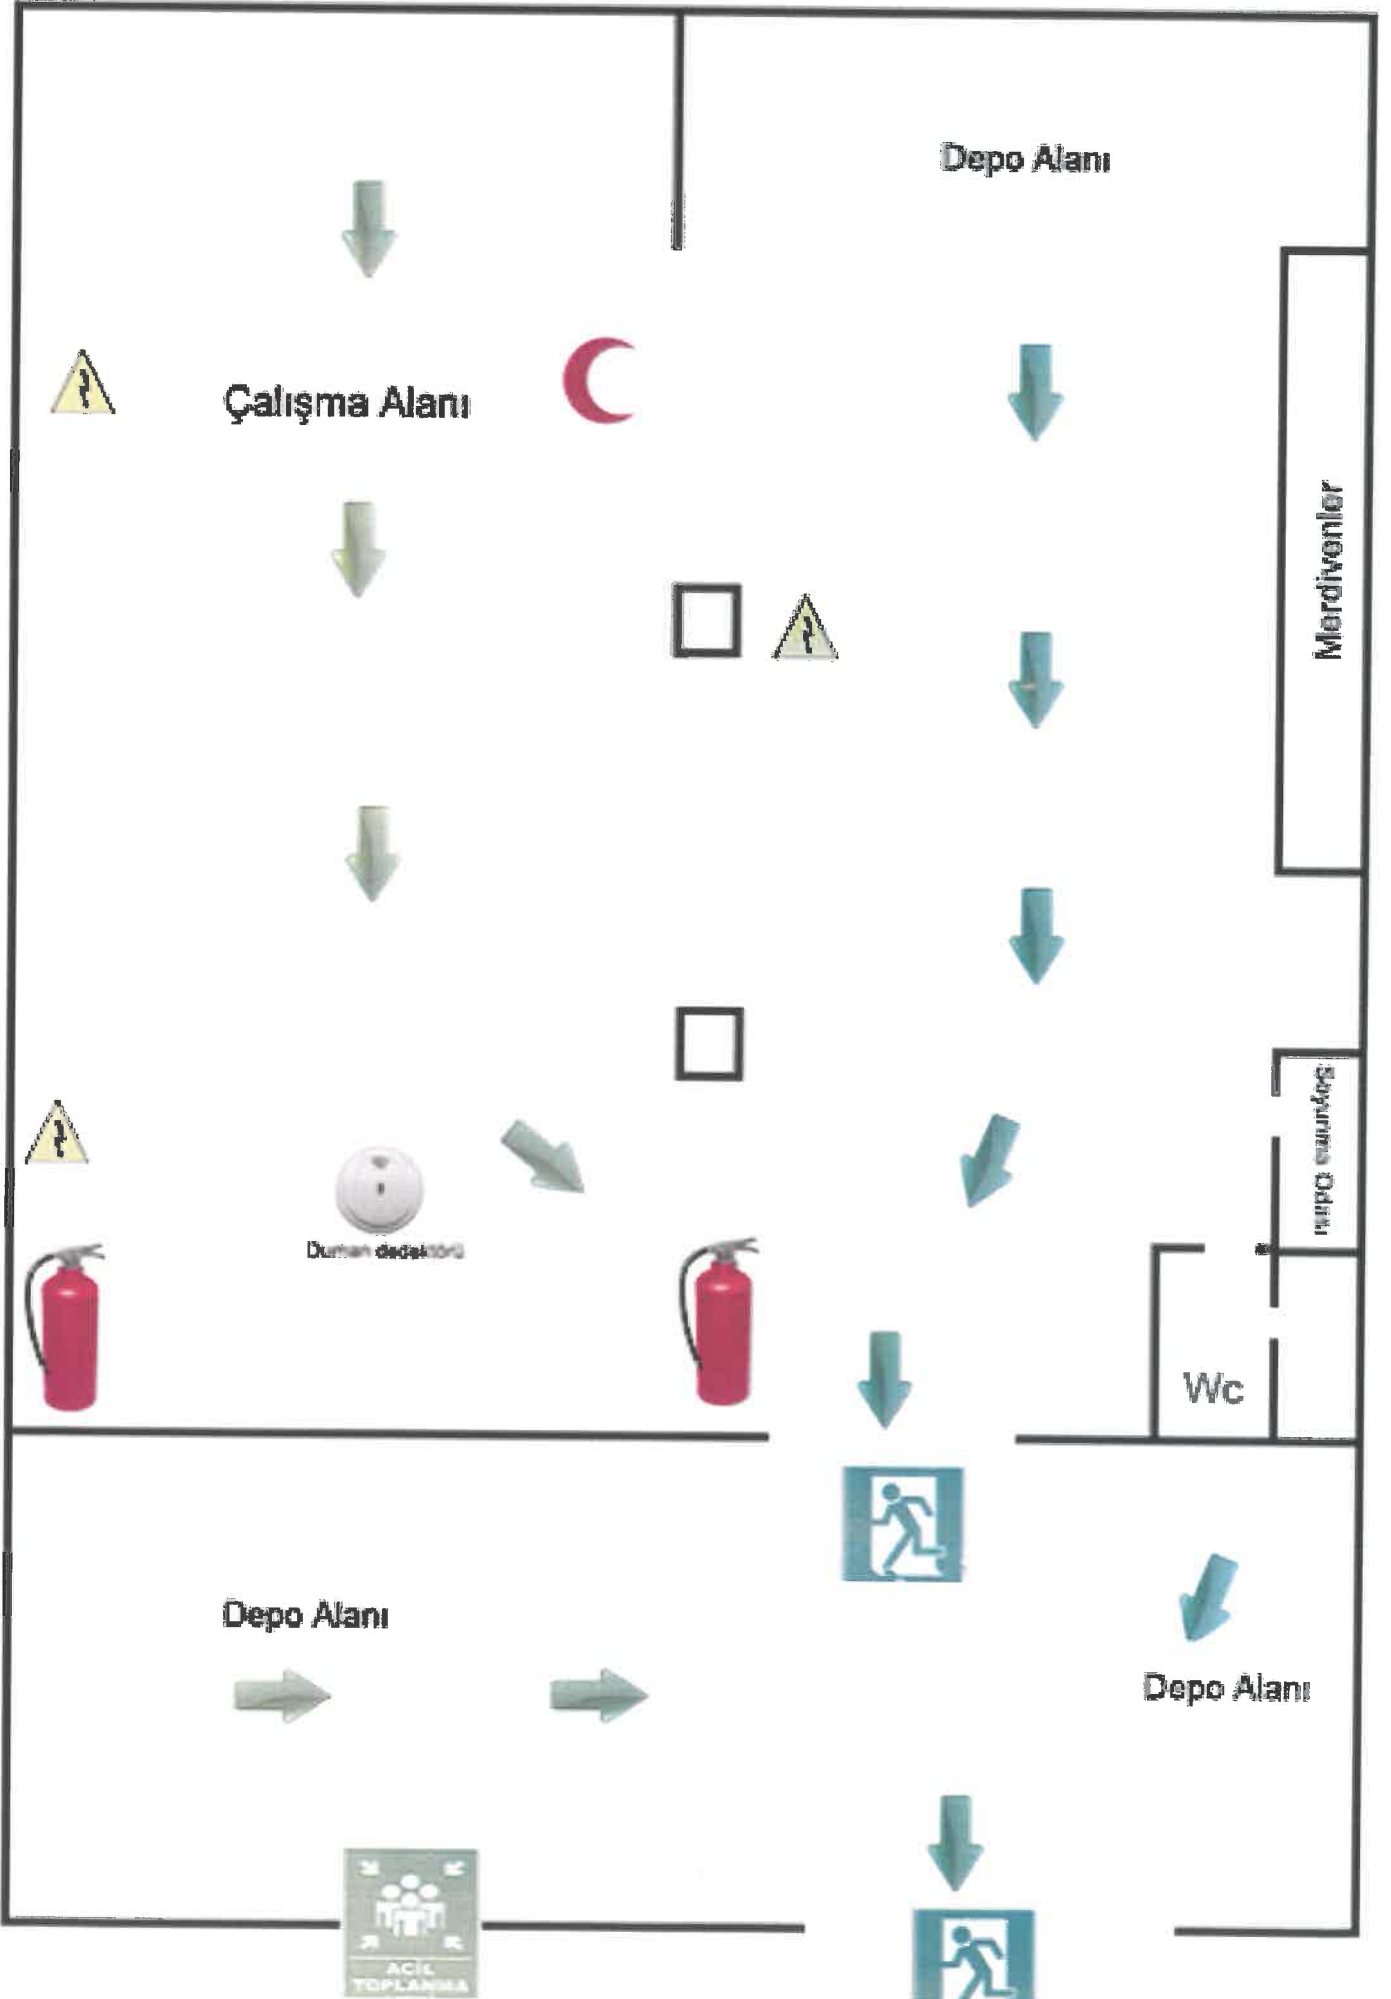 Depo Alanı
Çalışma Alanı
Merdivenler
Soyunma Odası
Duman dedektörü
Wc
Depo Alanı
Depo Alanı
ACİL
TOPLANMA